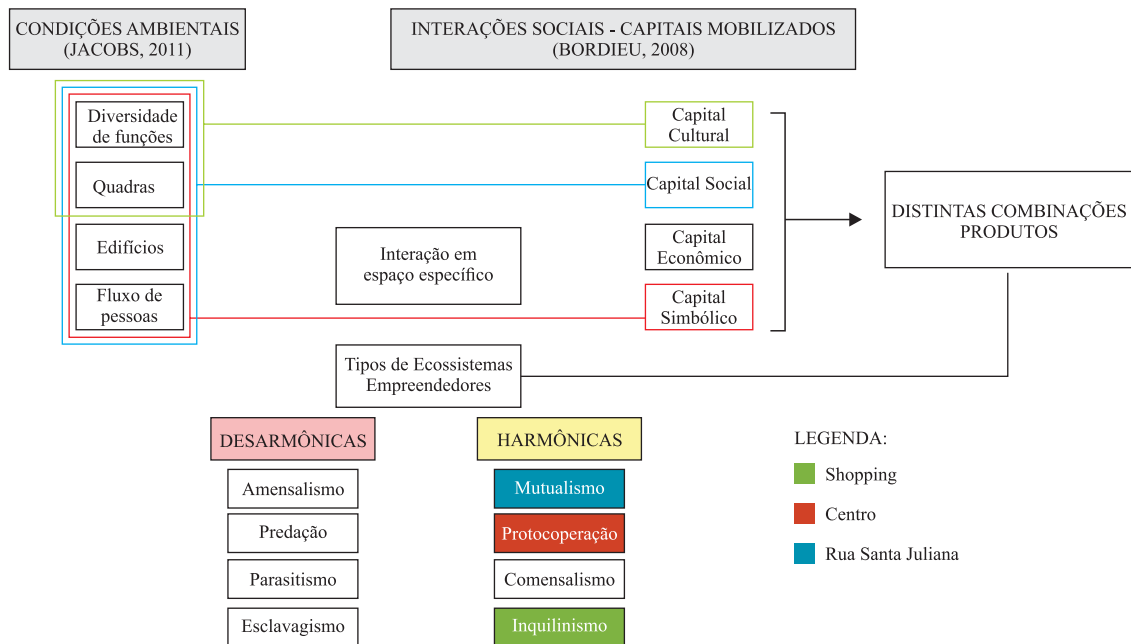 CONDIÇÕES AMBIENTAIS
(JACOBS, 2011)
INTERAÇÕES SOCIAIS - CAPITAIS MOBILIZADOS
(BORDIEU, 2008)
Diversidade
de funções
Quadras
Edifícios
Fluxo de
pessoas
Interação em
espaço específico
Capital
Cultural
Capital Social
Capital
Econômico
Capital
Simbólico
DISTINTAS COMBINAÇÕES
PRODUTOS
Tipos de Ecossistemas
Empreendedores
DESARMÔNICAS
Amensalismo
Predação
Parasitismo
Esclavagismo
HARMÔNICAS
Mutualismo
Protocoperação
Comensalismo
Inquilinismo
LEGENDA:
Shopping
Centro
Rua Santa Juliana